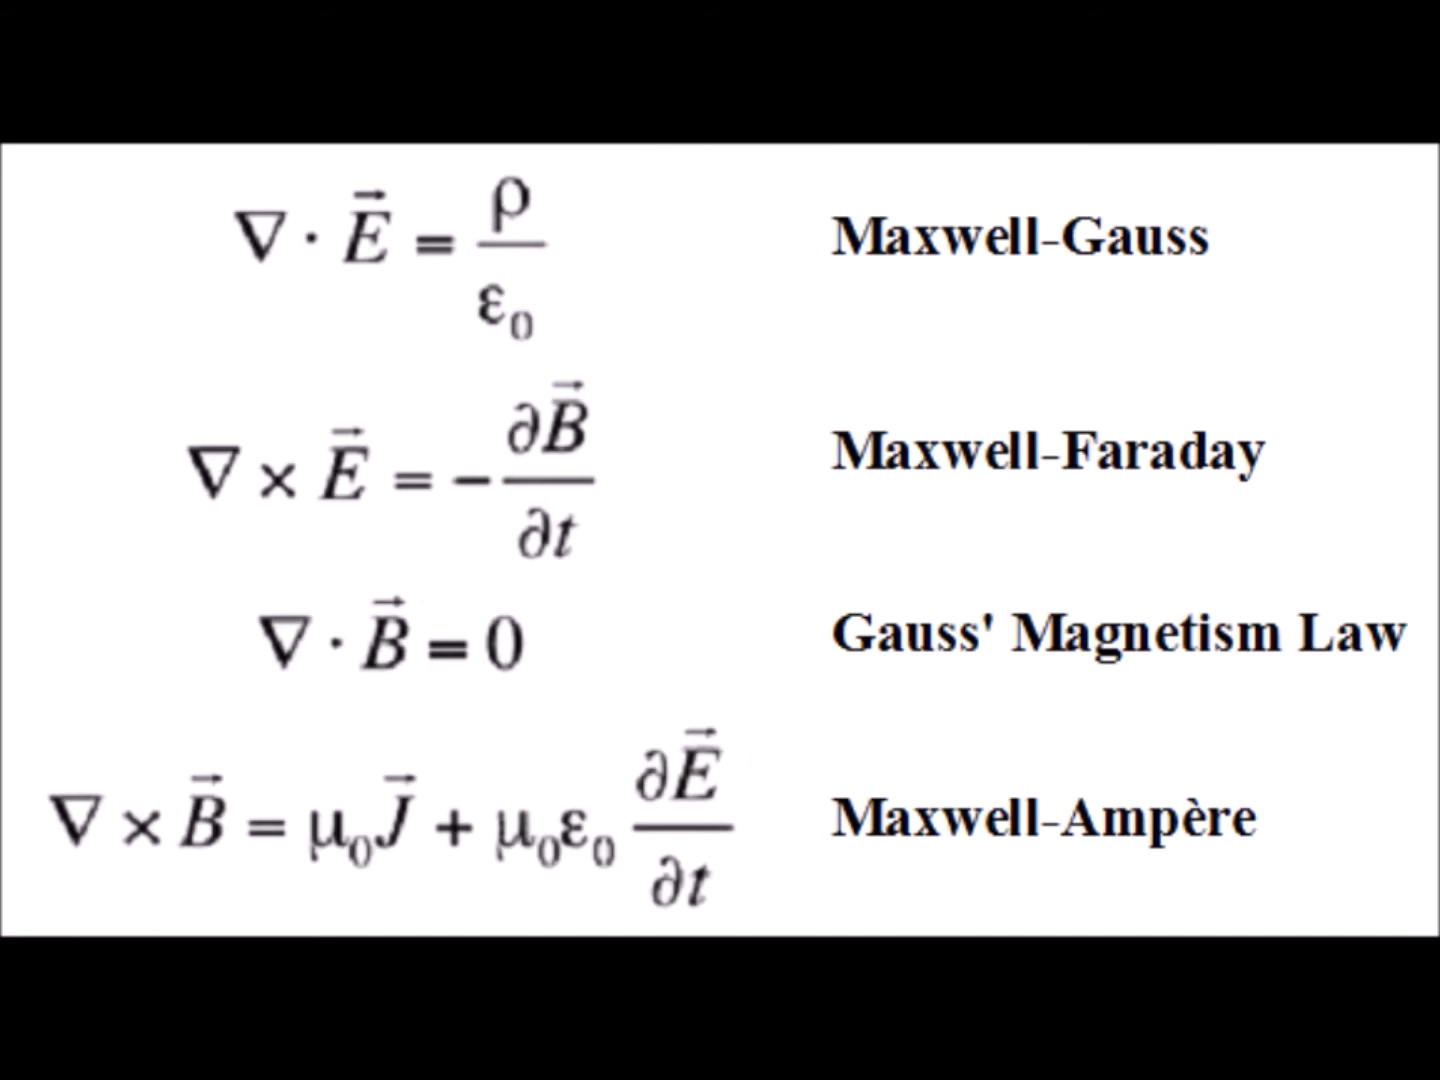 ∇ · E⃗ = ρ/ε₀ Maxwell-Gauss
∇ × E⃗ = −∂B⃗/∂t Maxwell-Faraday
∇ · B⃗ = 0 Gauss' Magnetism Law
∇ × B⃗ = μ₀J⃗ + μ₀ε₀ ∂E⃗/∂t Maxwell-Ampère